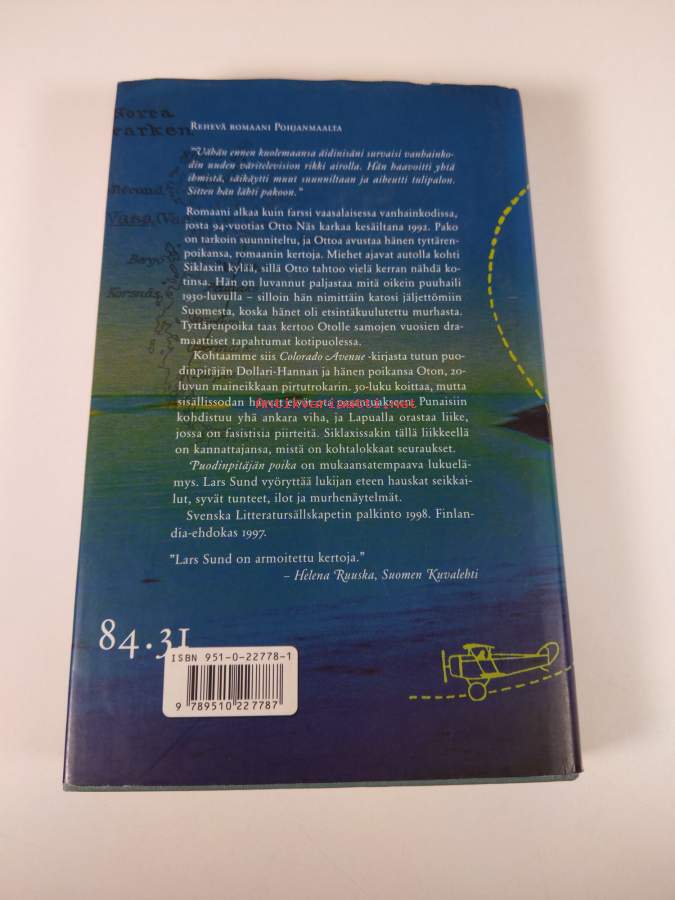 Norra
varken
REHEVÄ ROMAANI POHJANMAALTA
"Vähän ennen kuolemaansa äidinisäni survaisi vanhainko-
din uuden väritelevision rikki airolla. Hän haavoitti yhtä
ihmistä, säikäytti muut suunniltaan ja aiheutti tulipalon.
Sitten hän lähti pakoon."
Romaani alkaa kuin farssi vaasalaisessa vanhainkodissa,
josta 94-vuotias Otto Näs karkaa kesäiltana 1992. Pako
on tarkoin suunniteltu, ja Ottoa avustaa hänen tyttären-
poikansa, romaanin kertoja. Miehet ajavat autolla kohti
Siklaxin kylää, sillä Otto tahtoo vielä kerran nähdä ko-
tinsa. Hän on luvannut paljastaa mitä oikein puuhaili
1930-luvulla – silloin hän nimittäin katosi jäljettömiin
Suomesta, koska hänet oli etsintäkuulutettu murhasta.
Tyttärenpoika taas kertoo Otolle samojen vuosien dra-
maattiset tapahtumat kotipuolessa.
Kohtaamme siis Colorado Avenue -kirjasta tutun puo-
dinpitäjän Dollari-Hannan ja hänen poikansa Oton, 20-
luvun maineikkaan pirtutrokarin. 30-luku koittaa, mutta
sisällissodan haavat eivät ota parantuakseen. Punaisiin
kohdistuu yhä ankara viha, ja Lapualla orastaa liike,
jossa on fasistisia piirteitä. Siklaxissakin tällä liikkeellä
on kannattajansa, mistä on kohtalokkaat seuraukset.
Puodinpitäjän poika on mukaansatempaava lukuelä-
mys. Lars Sund vyöryttää lukijan eteen hauskat seikkai-
lut, syvät tunteet, ilot ja murhenäytelmät.
Svenska Litteratursällskapetin palkinto 1998. Finlan-
dia-ehdokas 1997.
"Lars Sund on armoitettu kertoja."
– Helena Ruuska, Suomen Kuvalehti
84.31
ISBN 951-0-22778-1
9 789510 227787